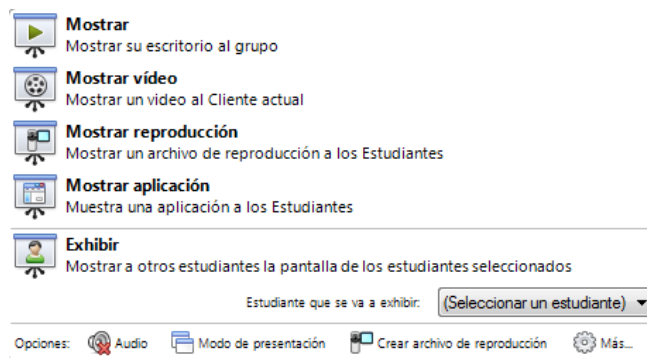 Mostrar
Mostrar su escritorio al grupo
Mostrar vídeo
Mostrar un video al Cliente actual
Mostrar reproducción
Mostrar un archivo de reproducción a los Estudiantes
Mostrar aplicación
Muestra una aplicación a los Estudiantes
Exhibir
Mostrar a otros estudiantes la pantalla de los estudiantes seleccionados
Estudiante que se va a exhibir: (Seleccionar un estudiante)
Opciones: Audio Modo de presentación Crear archivo de reproducción Más...